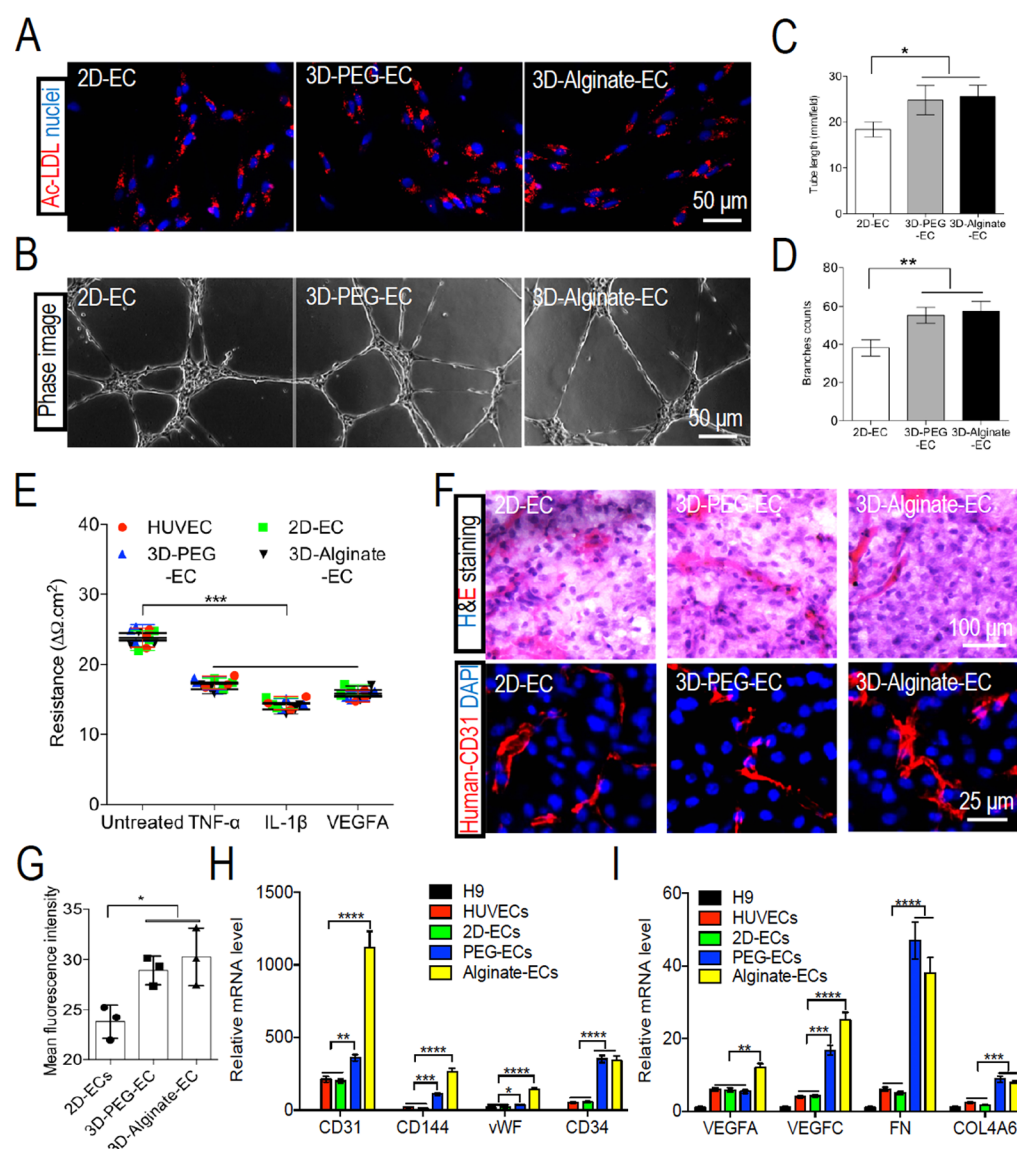 A
Ac-LDL nuclei
2D-EC
3D-PEG-EC
3D-Alginate-EC
50 µm
B
Phase image
2D-EC
3D-PEG-EC
3D-Alginate-EC
50 µm
C
*
Tube length (mm/field)
30
20
10
0
2D-EC
3D-PEG
-EC
3D-Alginate
-EC
D
**
Branches counts
80
60
40
20
0
2D-EC
3D-PEG
-EC
3D-Alginate
-EC
E
Resistance (ΔΩ.cm²)
40
30
20
10
0
HUVEC
2D-EC
3D-PEG
-EC
3D-Alginate
-EC
***
Untreated
TNF-α
IL-1β
VEGFA
F
H&E staining
2D-EC
3D-PEG-EC
3D-Alginate-EC
100 µm
Human-CD31 DAPI
2D-EC
3D-PEG-EC
3D-Alginate-EC
25 µm
G
Mean fluorescence intensity
35
30
25
20
*
2D-ECs
3D-PEG-EC
3D-Alginate-EC
H
Relative mRNA level
1500
1000
500
0
H9
HUVECs
2D-ECs
PEG-ECs
Alginate-ECs
****
**
****
***
****
*
****
CD31
CD144
vWF
CD34
I
Relative mRNA level
60
40
20
0
H9
HUVECs
2D-ECs
PEG-ECs
Alginate-ECs
**
****
***
****
***
VEGFA
VEGFC
FN
COL4A6